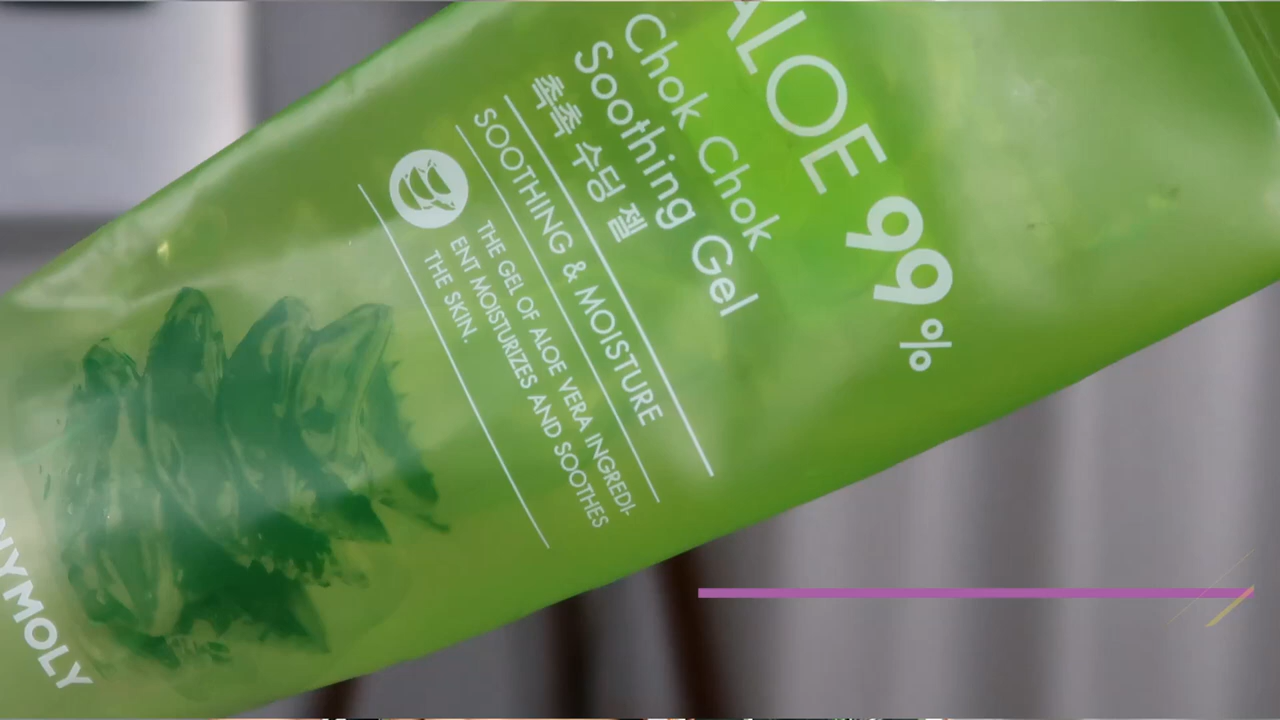 ALOE 99%
Chok Chok
Soothing Gel
촉촉 수딩 젤
SOOTHING & MOISTURE
THE GEL OF ALOE VERA INGREDI-
ENT MOISTURIZES AND SOOTHES
THE SKIN.
NYMOLY